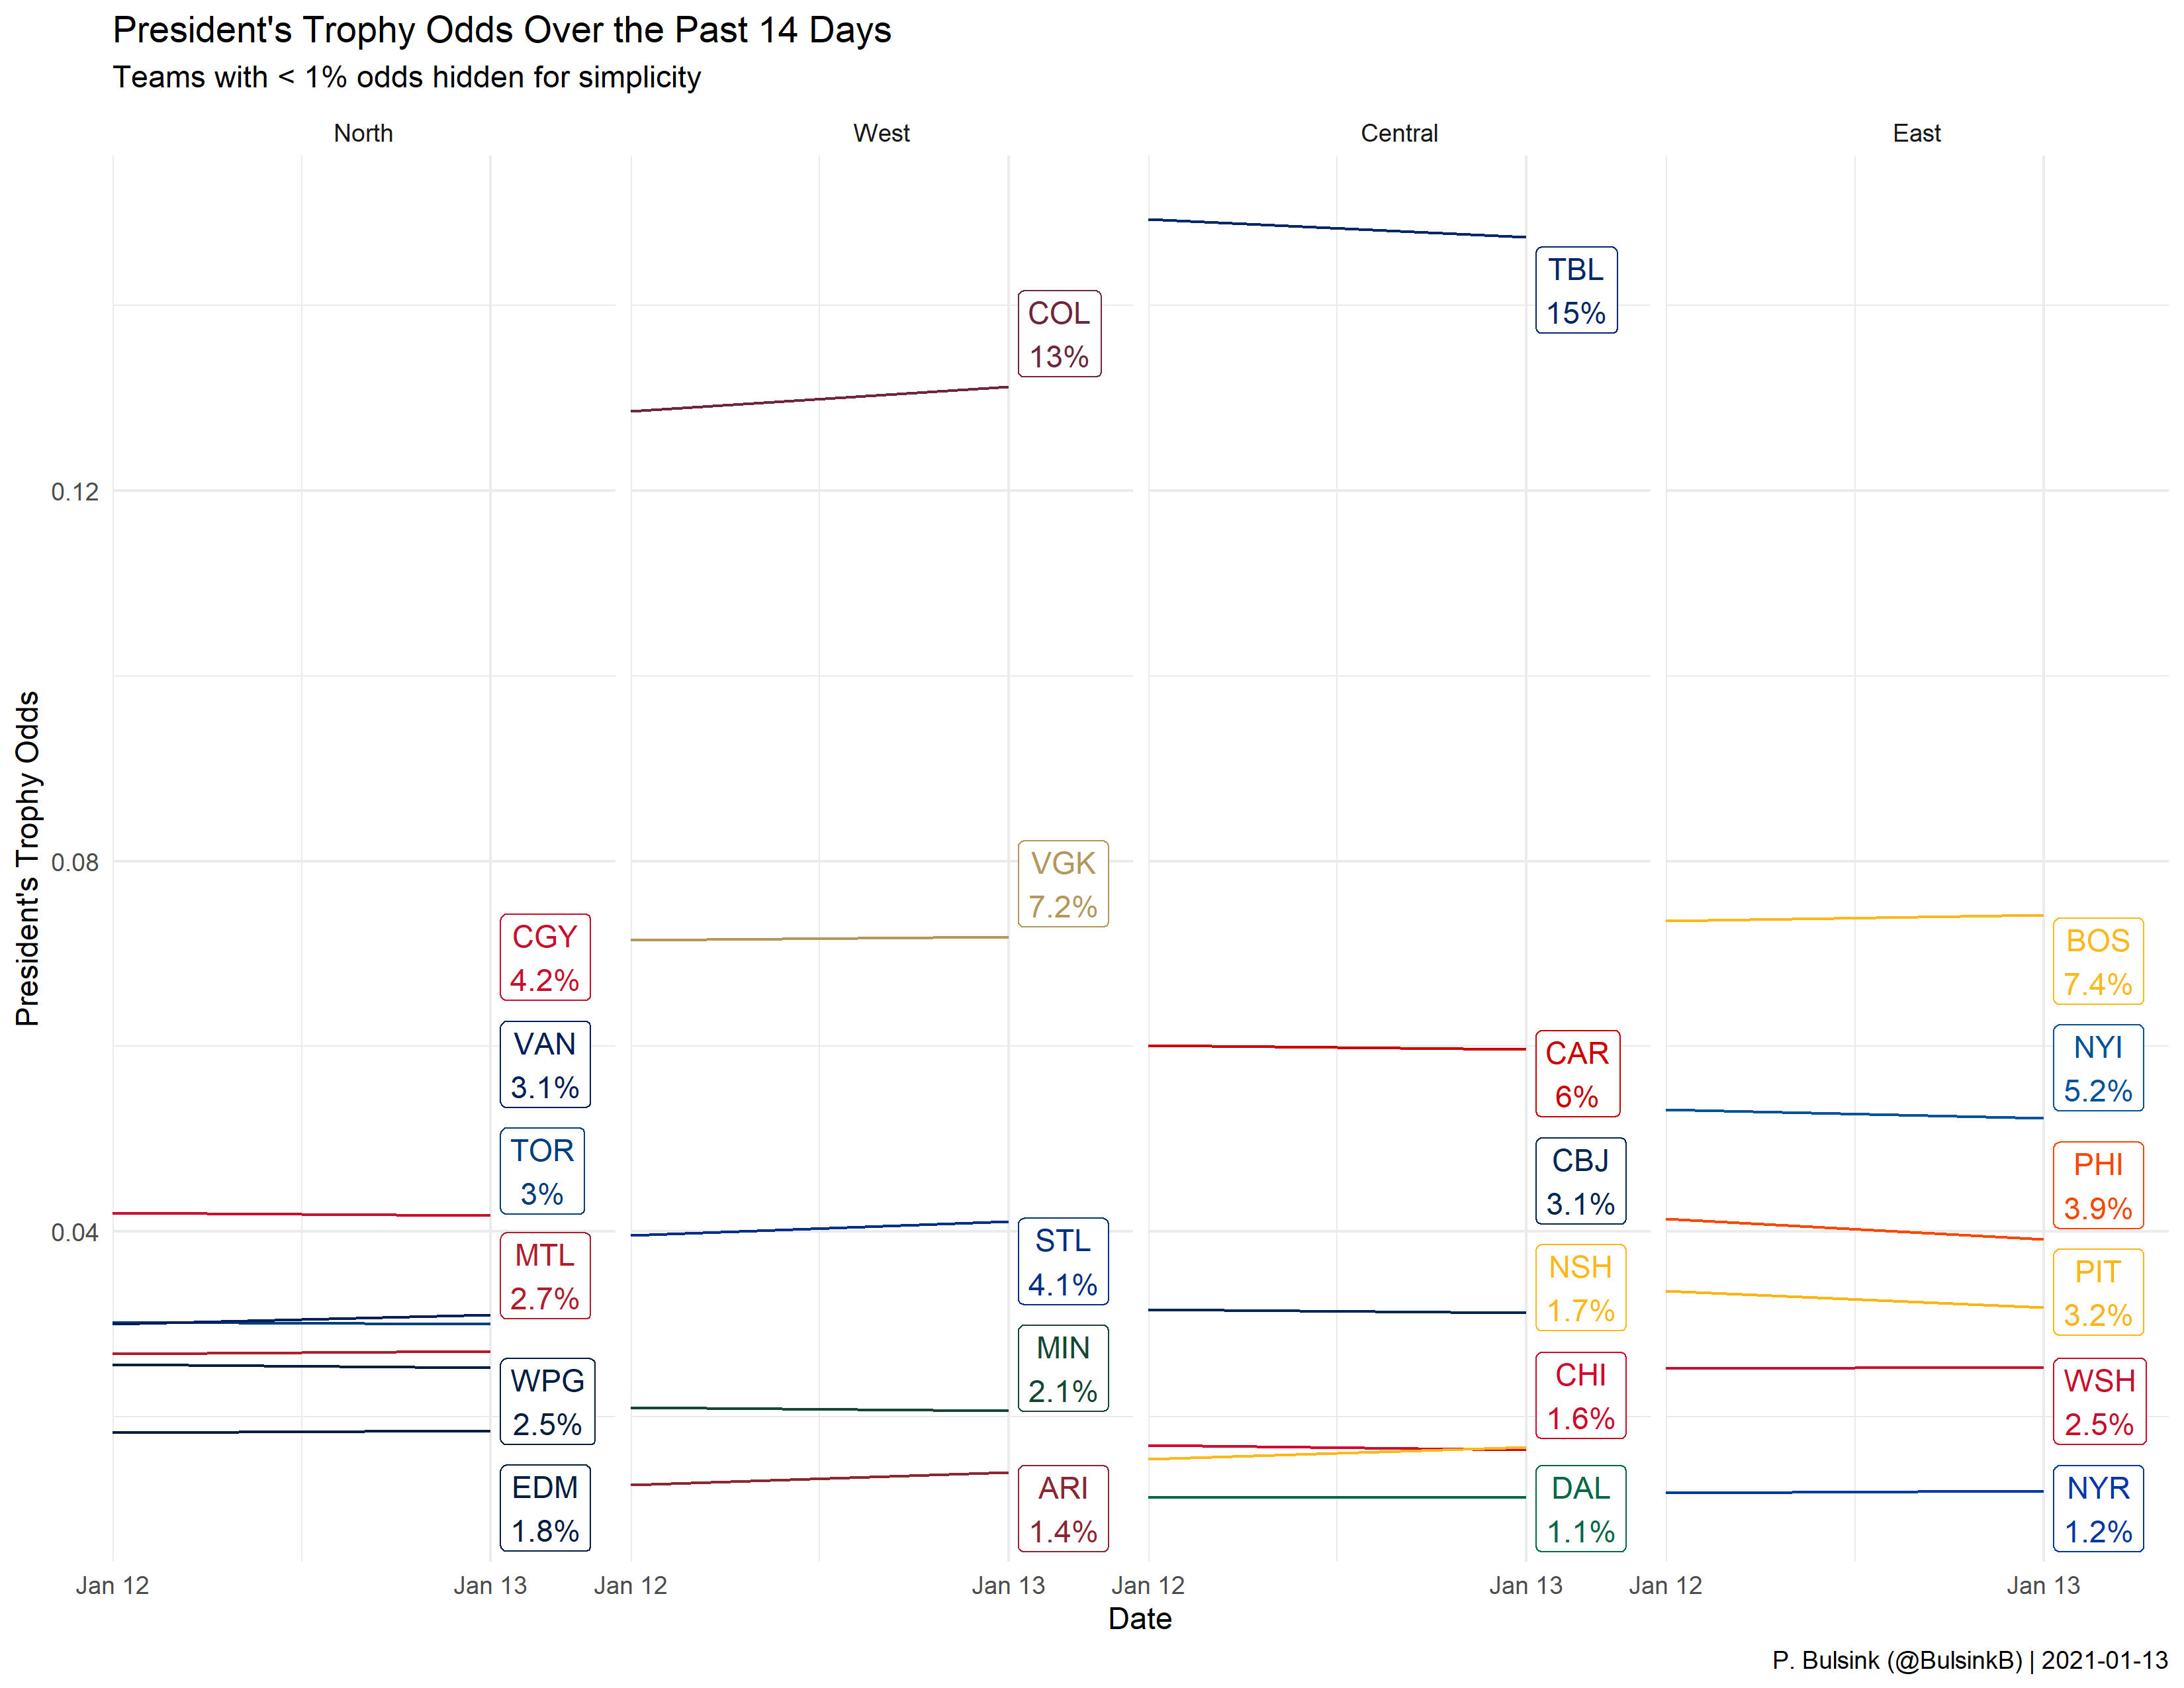 President's Trophy Odds Over the Past 14 Days
Teams with < 1% odds hidden for simplicity
North
West
Central
East
President's Trophy Odds
0.12
0.08
0.04
CGY
4.2%
VAN
3.1%
TOR
3%
MTL
2.7%
WPG
2.5%
EDM
1.8%
COL
13%
VGK
7.2%
STL
4.1%
MIN
2.1%
ARI
1.4%
TBL
15%
CAR
6%
CBJ
3.1%
NSH
1.7%
CHI
1.6%
DAL
1.1%
BOS
7.4%
NYI
5.2%
PHI
3.9%
PIT
3.2%
WSH
2.5%
NYR
1.2%
Jan 12
Jan 13
Jan 12
Jan 13
Jan 12
Jan 13
Jan 12
Jan 13
Date
P. Bulsink (@BulsinkB) | 2021-01-13